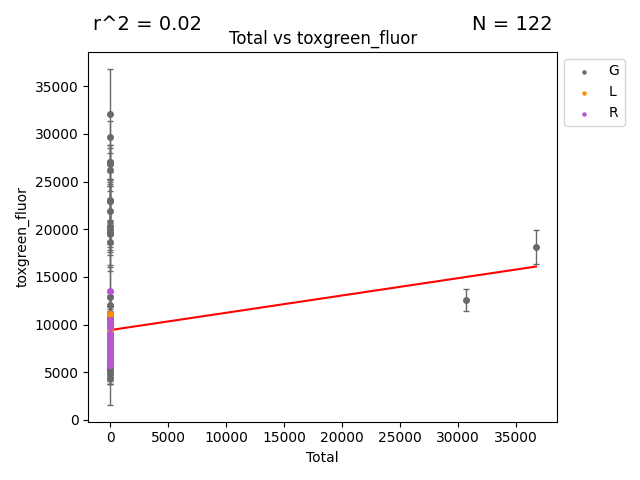 r^2 = 0.02
N = 122
Total vs toxgreen_fluor
G
L
R
35000
30000
25000
20000
15000
10000
5000
0
toxgreen_fluor
0 5000 10000 15000 20000 25000 30000 35000
Total